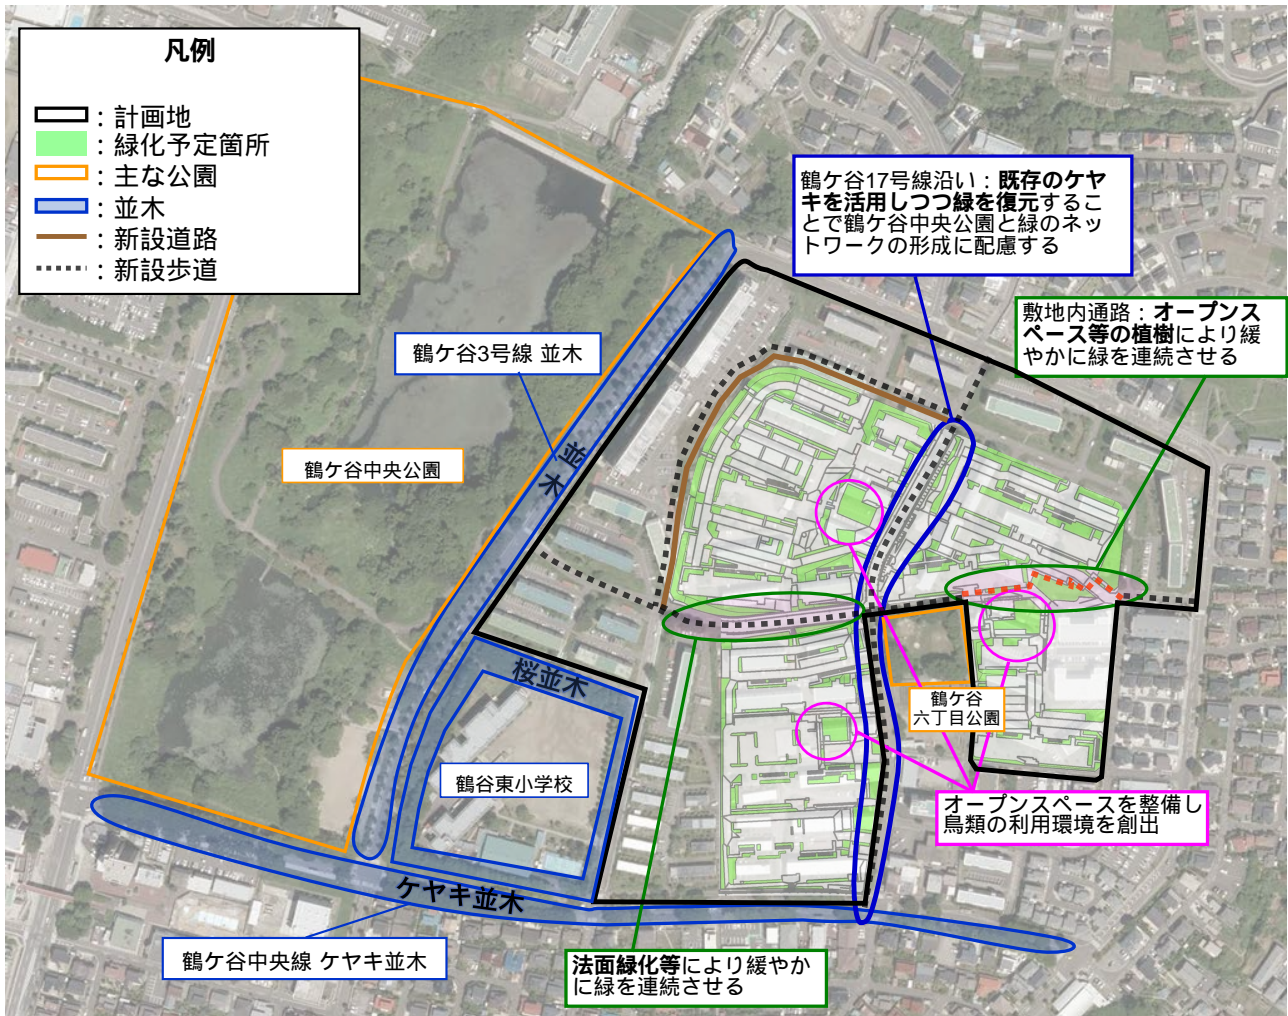 凡例
：計画地
：緑化予定箇所
：主な公園
：並木
：新設道路
：新設歩道
鶴ケ谷17号線沿い：既存のケヤ
キを活用しつつ緑を復元するこ
とで鶴ケ谷中央公園と緑のネッ
トワークの形成に配慮する
敷地内通路：オープンス
ペース等の植樹により緩
やかに緑を連続させる
鶴ケ谷3号線 並木
並木
鶴ケ谷中央公園
桜並木
鶴ケ谷
六丁目公園
鶴谷東小学校
オープンスペースを整備し
鳥類の利用環境を創出
ケヤキ並木
鶴ケ谷中央線 ケヤキ並木
法面緑化等により緩やか
に緑を連続させる